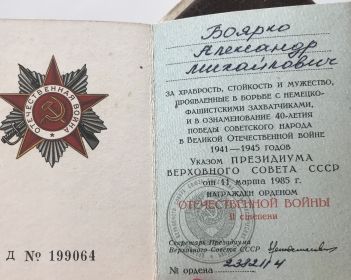 ОТЕЧЕСТВЕННАЯ ВОЙНА
Д № 199064
Боярко
Александр
Михайлович
ЗА ХРАБРОСТЬ, СТОЙКОСТЬ И МУЖЕСТВО,
ПРОЯВЛЕННЫЕ В БОРЬБЕ С НЕМЕЦКО-
ФАШИСТСКИМИ ЗАХВАТЧИКАМИ,
И В ОЗНАМЕНОВАНИЕ 40-ЛЕТИЯ
ПОБЕДЫ СОВЕТСКОГО НАРОДА
В ВЕЛИКОЙ ОТЕЧЕСТВЕННОЙ ВОЙНЕ
1941—1945 ГОДОВ
УКАЗОМ ПРЕЗИДИУМА
ВЕРХОВНОГО СОВЕТА СССР
от 11 марта 1985 г.
НАГРАЖДЕН ОРДЕНОМ
ОТЕЧЕСТВЕННОЙ ВОЙНЫ
II степени
Секретарь Президиума
Верховного Совета СССР
№ ордена